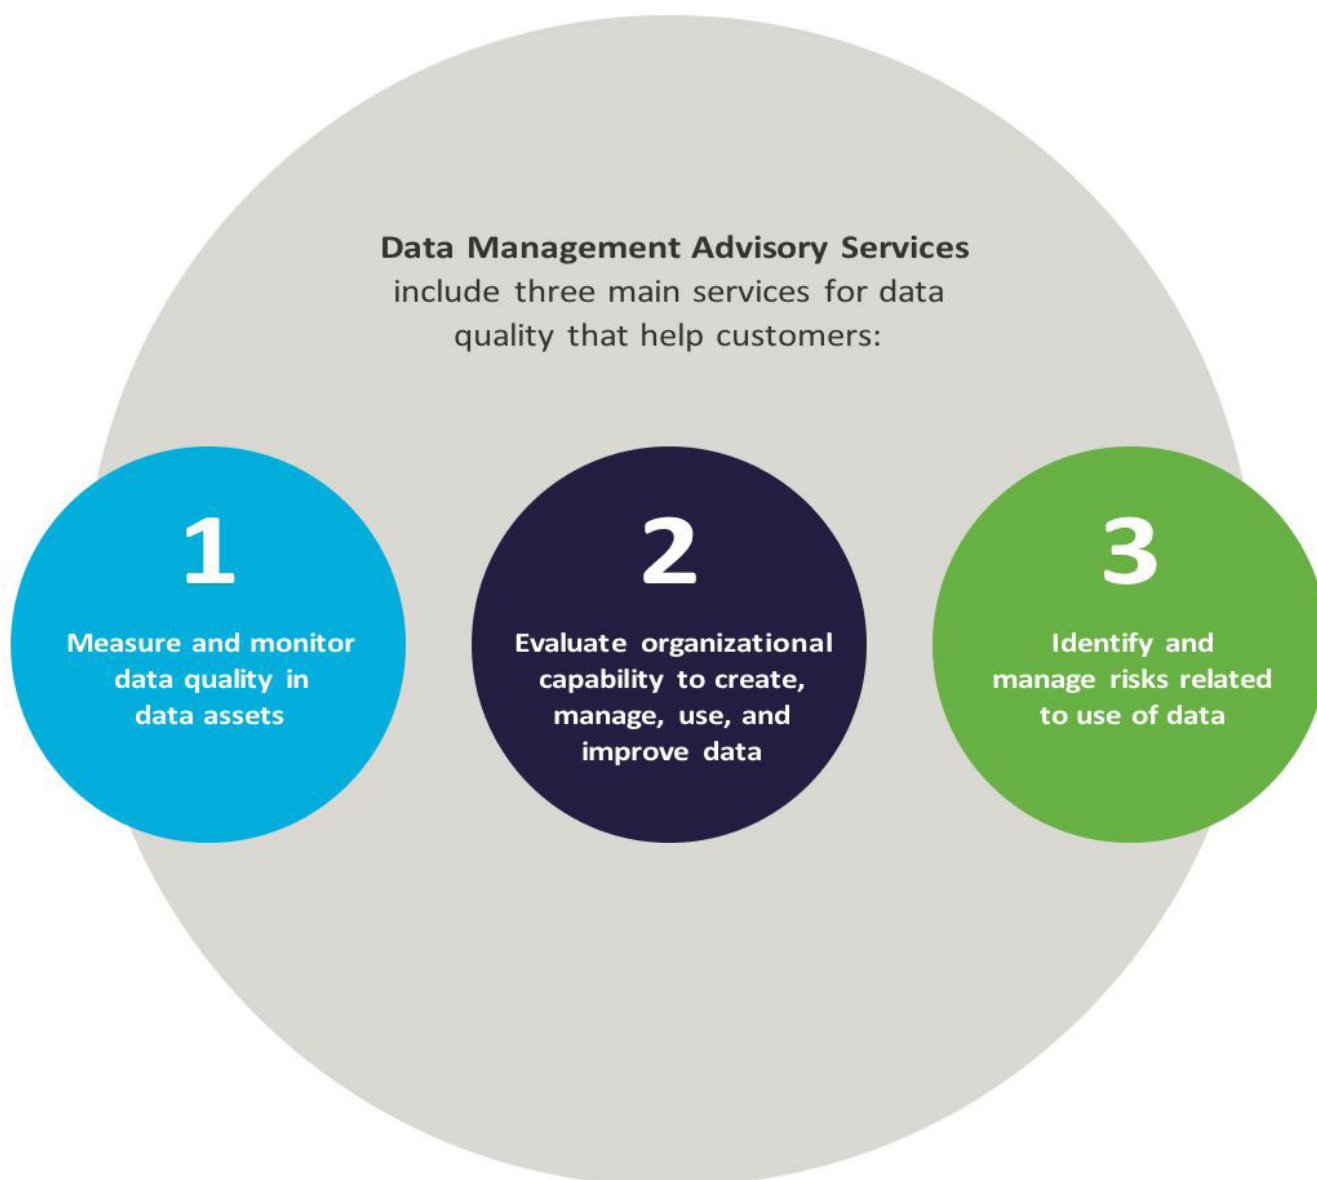 Data Management Advisory Services
include three main services for data
quality that help customers:
1
Measure and monitor
data quality in
data assets
2
Evaluate organizational
capability to create,
manage, use, and
improve data
3
Identify and
manage risks related
to use of data